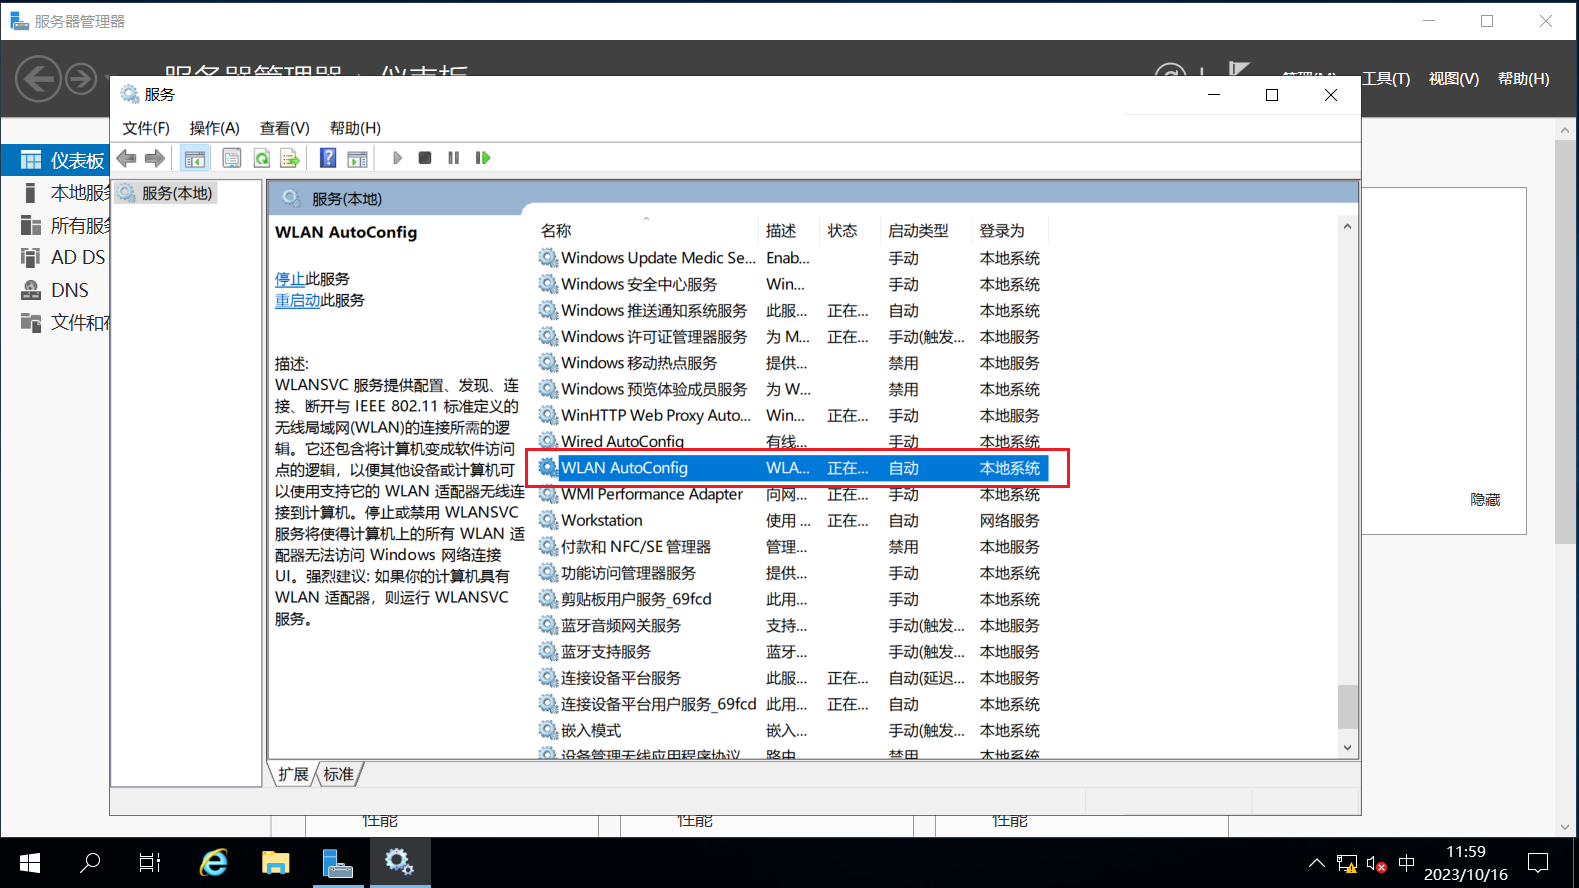 服务器管理器
服务器管理器 · 仪表板
管理(M) 工具(T) 视图(V) 帮助(H)
服务
文件(F) 操作(A) 查看(V) 帮助(H)
仪表板
本地服务
所有服务
AD DS
DNS
文件和
服务(本地)
服务(本地)
WLAN AutoConfig
停止此服务
重启动此服务
描述:
WLANSVC 服务提供配置、发现、连
接、断开与 IEEE 802.11 标准定义的
无线局域网(WLAN)的连接所需的逻
辑。它还包含将计算机变成软件访问
点的逻辑，以便其他设备或计算机可
以使用支持它的 WLAN 适配器无线连
接到计算机。停止或禁用 WLANSVC
服务将使得计算机上的所有 WLAN 适
配器无法访问 Windows 网络连接
UI。强烈建议: 如果你的计算机具有
WLAN 适配器，则运行 WLANSVC
服务。
名称 描述 状态 启动类型 登录为
Windows Update Medic Se... Enab... 手动 本地系统
Windows 安全中心服务 Win... 手动 本地系统
Windows 推送通知系统服务 此服... 正在... 自动 本地系统
Windows 许可证管理器服务 为 M... 正在... 手动(触发... 本地服务
Windows 移动热点服务 提供... 禁用 本地服务
Windows 预览体验成员服务 为 W... 禁用 本地系统
WinHTTP Web Proxy Auto... Win... 正在... 手动 本地服务
Wired AutoConfig 有线... 手动 本地系统
WLAN AutoConfig WLA... 正在... 自动 本地系统
WMI Performance Adapter 向网... 正在... 手动 本地系统
Workstation 使用 ... 正在... 自动 网络服务
付款和 NFC/SE 管理器 管理... 禁用 本地服务
功能访问管理器服务 提供... 手动 本地系统
剪贴板用户服务_69fcd 此用... 手动 本地系统
蓝牙音频网关服务 支持... 手动(触发... 本地服务
蓝牙支持服务 蓝牙... 手动(触发... 本地服务
连接设备平台服务 此服... 正在... 自动(延迟... 本地服务
连接设备平台用户服务_69fcd 此用... 正在... 自动 本地系统
嵌入模式 嵌入... 手动(触发... 本地系统
设备管理无线应用程序协议 路由... 禁用 本地系统
扩展 标准
隐藏
性能 性能 性能
中
11:59
2023/10/16